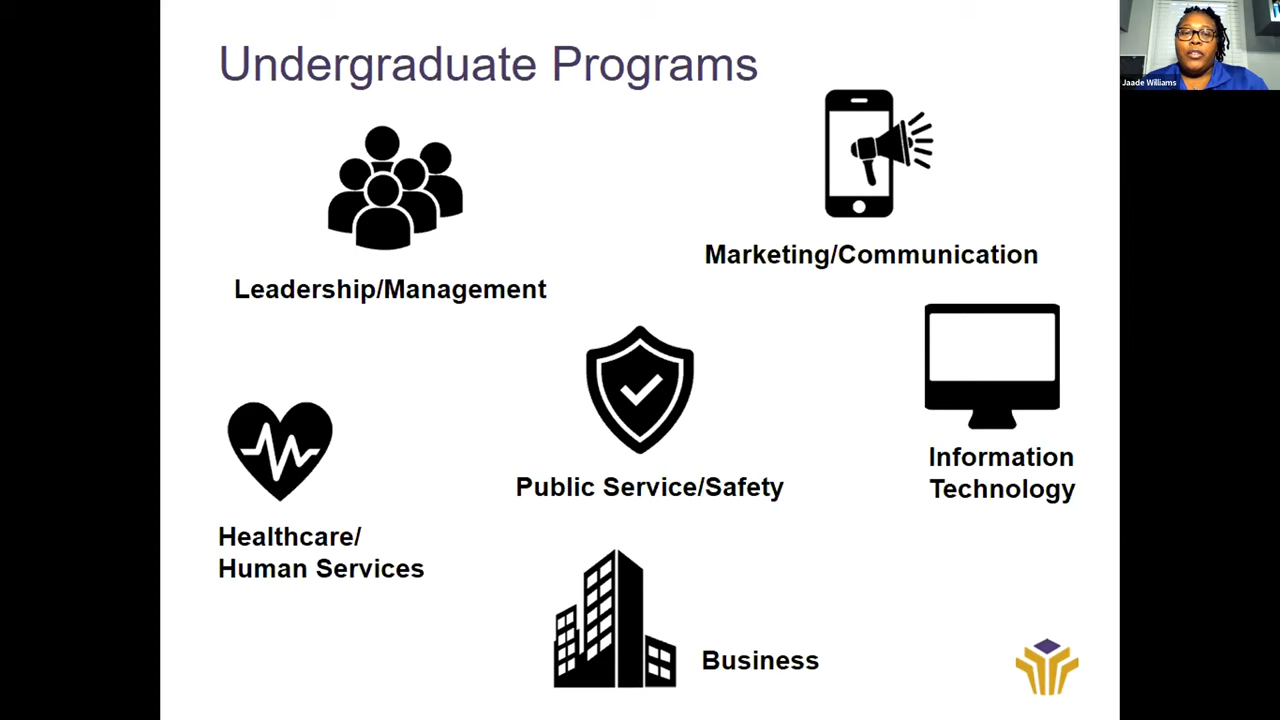 Undergraduate Programs
Jaade Williams
Marketing/Communication
Leadership/Management
Information
Technology
Public Service/Safety
Healthcare/
Human Services
Business